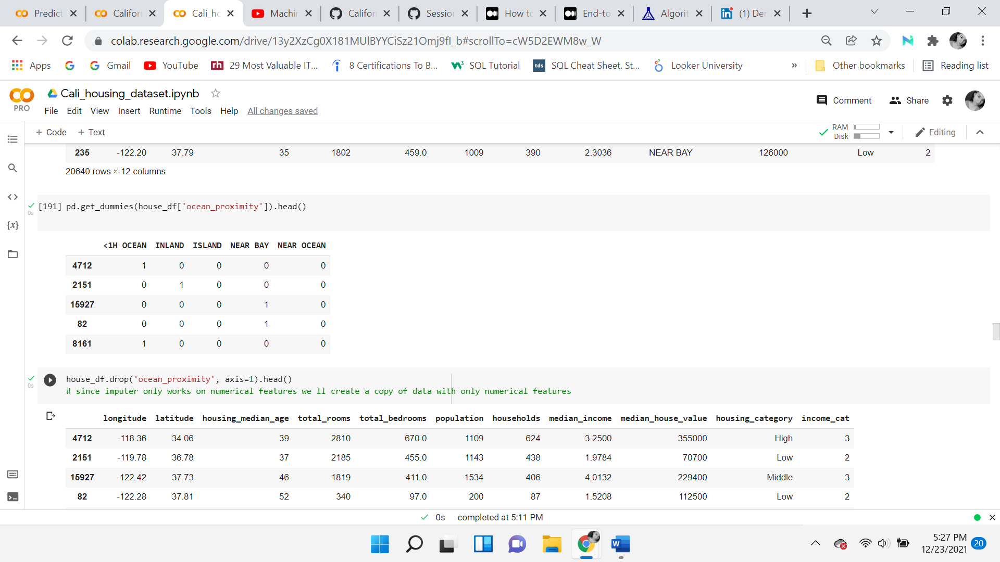 Predict Califor Cali_ho Machin Califor Session How to End-to Algorit (1) Der
colab.research.google.com/drive/13y2XzCg0X181MUlBYYCiSz21Omj9fI_b#scrollTo=cW5D2EWM8w_W
Apps Gmail YouTube rh 29 Most Valuable IT... 8 Certifications To B... SQL Tutorial tds SQL Cheat Sheet. St... Looker University » Other bookmarks Reading list
Cali_housing_dataset.ipynb
PRO
File Edit View Insert Runtime Tools Help All changes saved
Comment Share
+ Code + Text
RAM
Disk
Editing
235 -122.20 37.79 35 1802 459.0 1009 390 2.3036 NEAR BAY 126000 Low 2
20640 rows × 12 columns
[191] pd.get_dummies(house_df['ocean_proximity']).head()
0s
<1H OCEAN INLAND ISLAND NEAR BAY NEAR OCEAN
4712 1 0 0 0 0
2151 0 1 0 0 0
15927 0 0 0 1 0
82 0 0 0 1 0
8161 1 0 0 0 0
house_df.drop('ocean_proximity', axis=1).head()
0s
# since imputer only works on numerical features we ll create a copy of data with only numerical features
longitude latitude housing_median_age total_rooms total_bedrooms population households median_income median_house_value housing_category income_cat
4712 -118.36 34.06 39 2810 670.0 1109 624 3.2500 355000 High 3
2151 -119.78 36.78 37 2185 455.0 1143 438 1.9784 70700 Low 2
15927 -122.42 37.73 46 1819 411.0 1534 406 4.0132 229400 Middle 3
82 -122.28 37.81 52 340 97.0 200 87 1.5208 112500 Low 2
0s completed at 5:11 PM
5:27 PM
12/23/2021
20